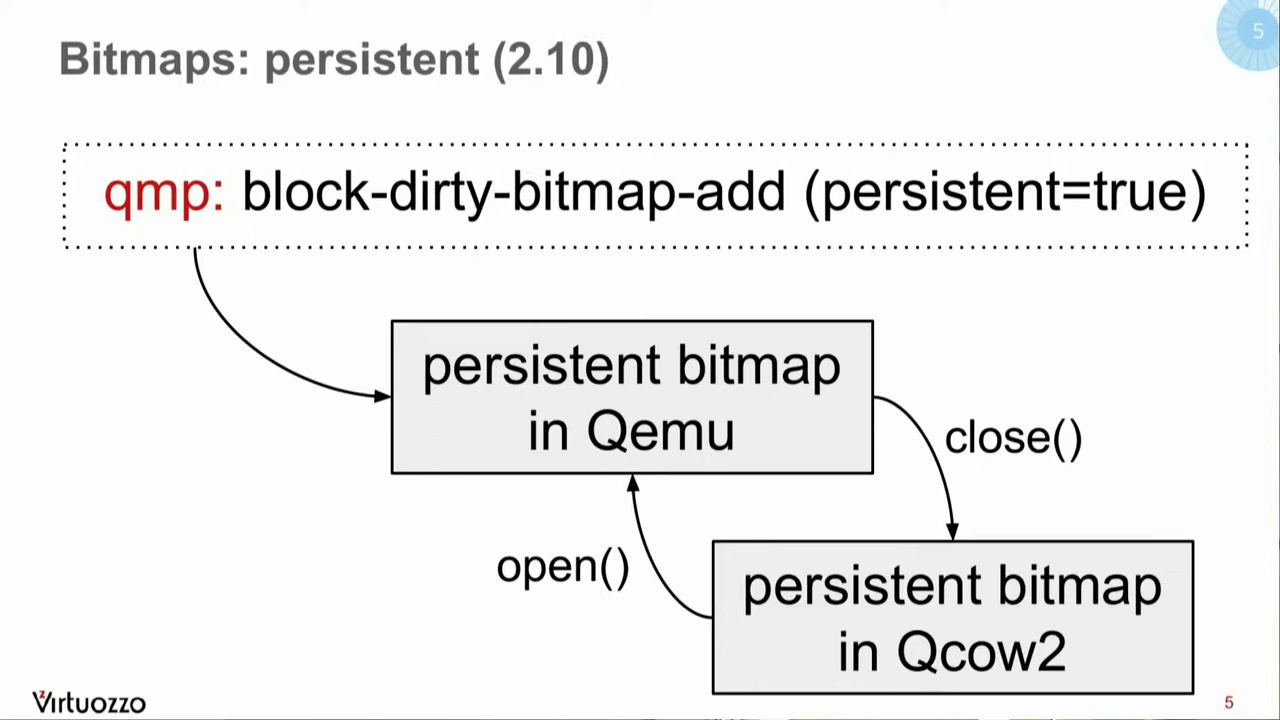 5
Bitmaps: persistent (2.10)
qmp: block-dirty-bitmap-add (persistent=true)
persistent bitmap
in Qemu
close()
open()
persistent bitmap
in Qcow2
Virtuozzo
5